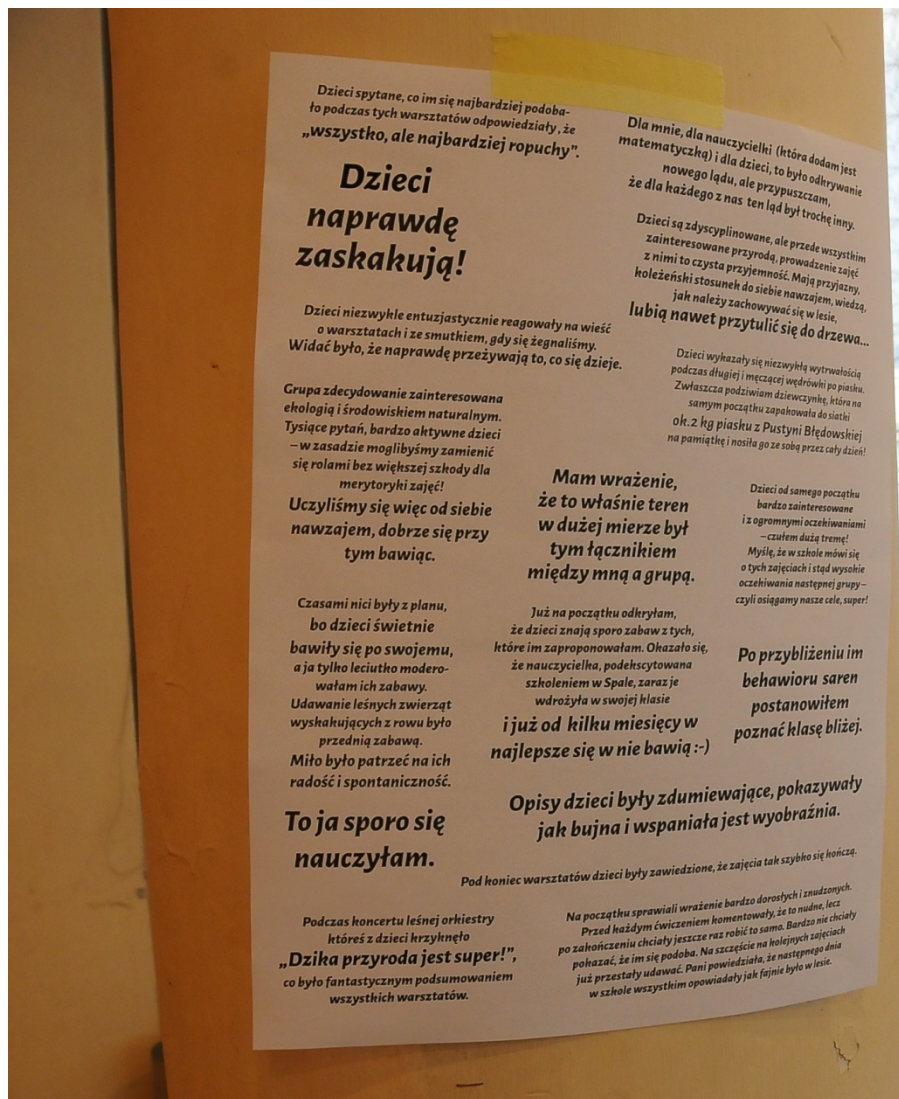 Dzieci spytane, co im się najbardziej podoba-
ło podczas tych warsztatów odpowiedziały, że
„wszystko, ale najbardziej ropuchy”.
Dzieci
naprawdę
zaskakują!
Dla mnie, dla nauczycielki (która dodam jest
matematyczką) i dla dzieci, to było odkrywanie
nowego lądu, ale przypuszczam,
że dla każdego z nas ten ląd był trochę inny.
Dzieci są zdyscyplinowane, ale przede wszystkim
zainteresowane przyrodą, prowadzenie zajęć
z nimi to czysta przyjemność. Mają przyjazny,
koleżeński stosunek do siebie nawzajem, wiedzą,
jak należy zachowywać się w lesie,
lubią nawet przytulić się do drzewa...
Dzieci niezwykle entuzjastycznie reagowały na wieść
o warsztatach i ze smutkiem, gdy się żegnaliśmy.
Widać było, że naprawdę przeżywają to, co się dzieje.
Dzieci wykazały się niezwykłą wytrwałością
podczas długiej i męczącej wędrówki po piasku.
Zwłaszcza podziwiam dziewczynkę, która na
samym początku zapakowała do siatki
ok.2 kg piasku z Pustyni Błędowskiej
na pamiątkę i nosiła go ze sobą przez cały dzień!
Grupa zdecydowanie zainteresowana
ekologią i środowiskiem naturalnym.
Tysiące pytań, bardzo aktywne dzieci
– w zasadzie moglibyśmy zamienić
się rolami bez większej szkody dla
merytoryki zajęć!
Uczyliśmy się więc od siebie
nawzajem, dobrze się przy
tym bawiąc.
Mam wrażenie,
że to właśnie teren
w dużej mierze był
tym łącznikiem
między mną a grupą.
Dzieci od samego początku
bardzo zainteresowane
i z ogromnymi oczekiwaniami
– czułem dużą tremę!
Myślę, że w szkole mówi się
o tych zajęciach i stąd wysokie
oczekiwania następnej grupy –
czyli osiągamy nasze cele, super!
Czasami nici były z planu,
bo dzieci świetnie
bawiły się po swojemu,
a ja tylko leciutko modero-
wałam ich zabawy.
Udawanie leśnych zwierząt
wyskakujących z rowu było
przednią zabawą.
Miło było patrzeć na ich
radość i spontaniczność.
Już na początku odkryłam,
że dzieci znają sporo zabaw z tych,
które im zaproponowałam. Okazało się,
że nauczycielka, podekscytowana
szkoleniem w Spale, zaraz je
wdrożyła w swojej klasie
i już od kilku miesięcy w
najlepsze się w nie bawią :-)
Po przybliżeniu im
behawioru saren
postanowiłem
poznać klasę bliżej.
To ja sporo się
nauczyłam.
Opisy dzieci były zdumiewające, pokazywały
jak bujna i wspaniała jest wyobraźnia.
Pod koniec warsztatów dzieci były zawiedzione, że zajęcia tak szybko się kończą.
Podczas koncertu leśnej orkiestry
któreś z dzieci krzyknęło
„Dzika przyroda jest super!”,
co było fantastycznym podsumowaniem
wszystkich warsztatów.
Na początku sprawiali wrażenie bardzo dorosłych i znudzonych.
Przed każdym ćwiczeniem komentowały, że to nudne, lecz
po zakończeniu chciały jeszcze raz robić to samo. Bardzo nie chciały
pokazać, że im się podoba. Na szczęście na kolejnych zajęciach
już przestały udawać. Pani powiedziała, że następnego dnia
w szkole wszystkim opowiadały jak fajnie było w lesie.